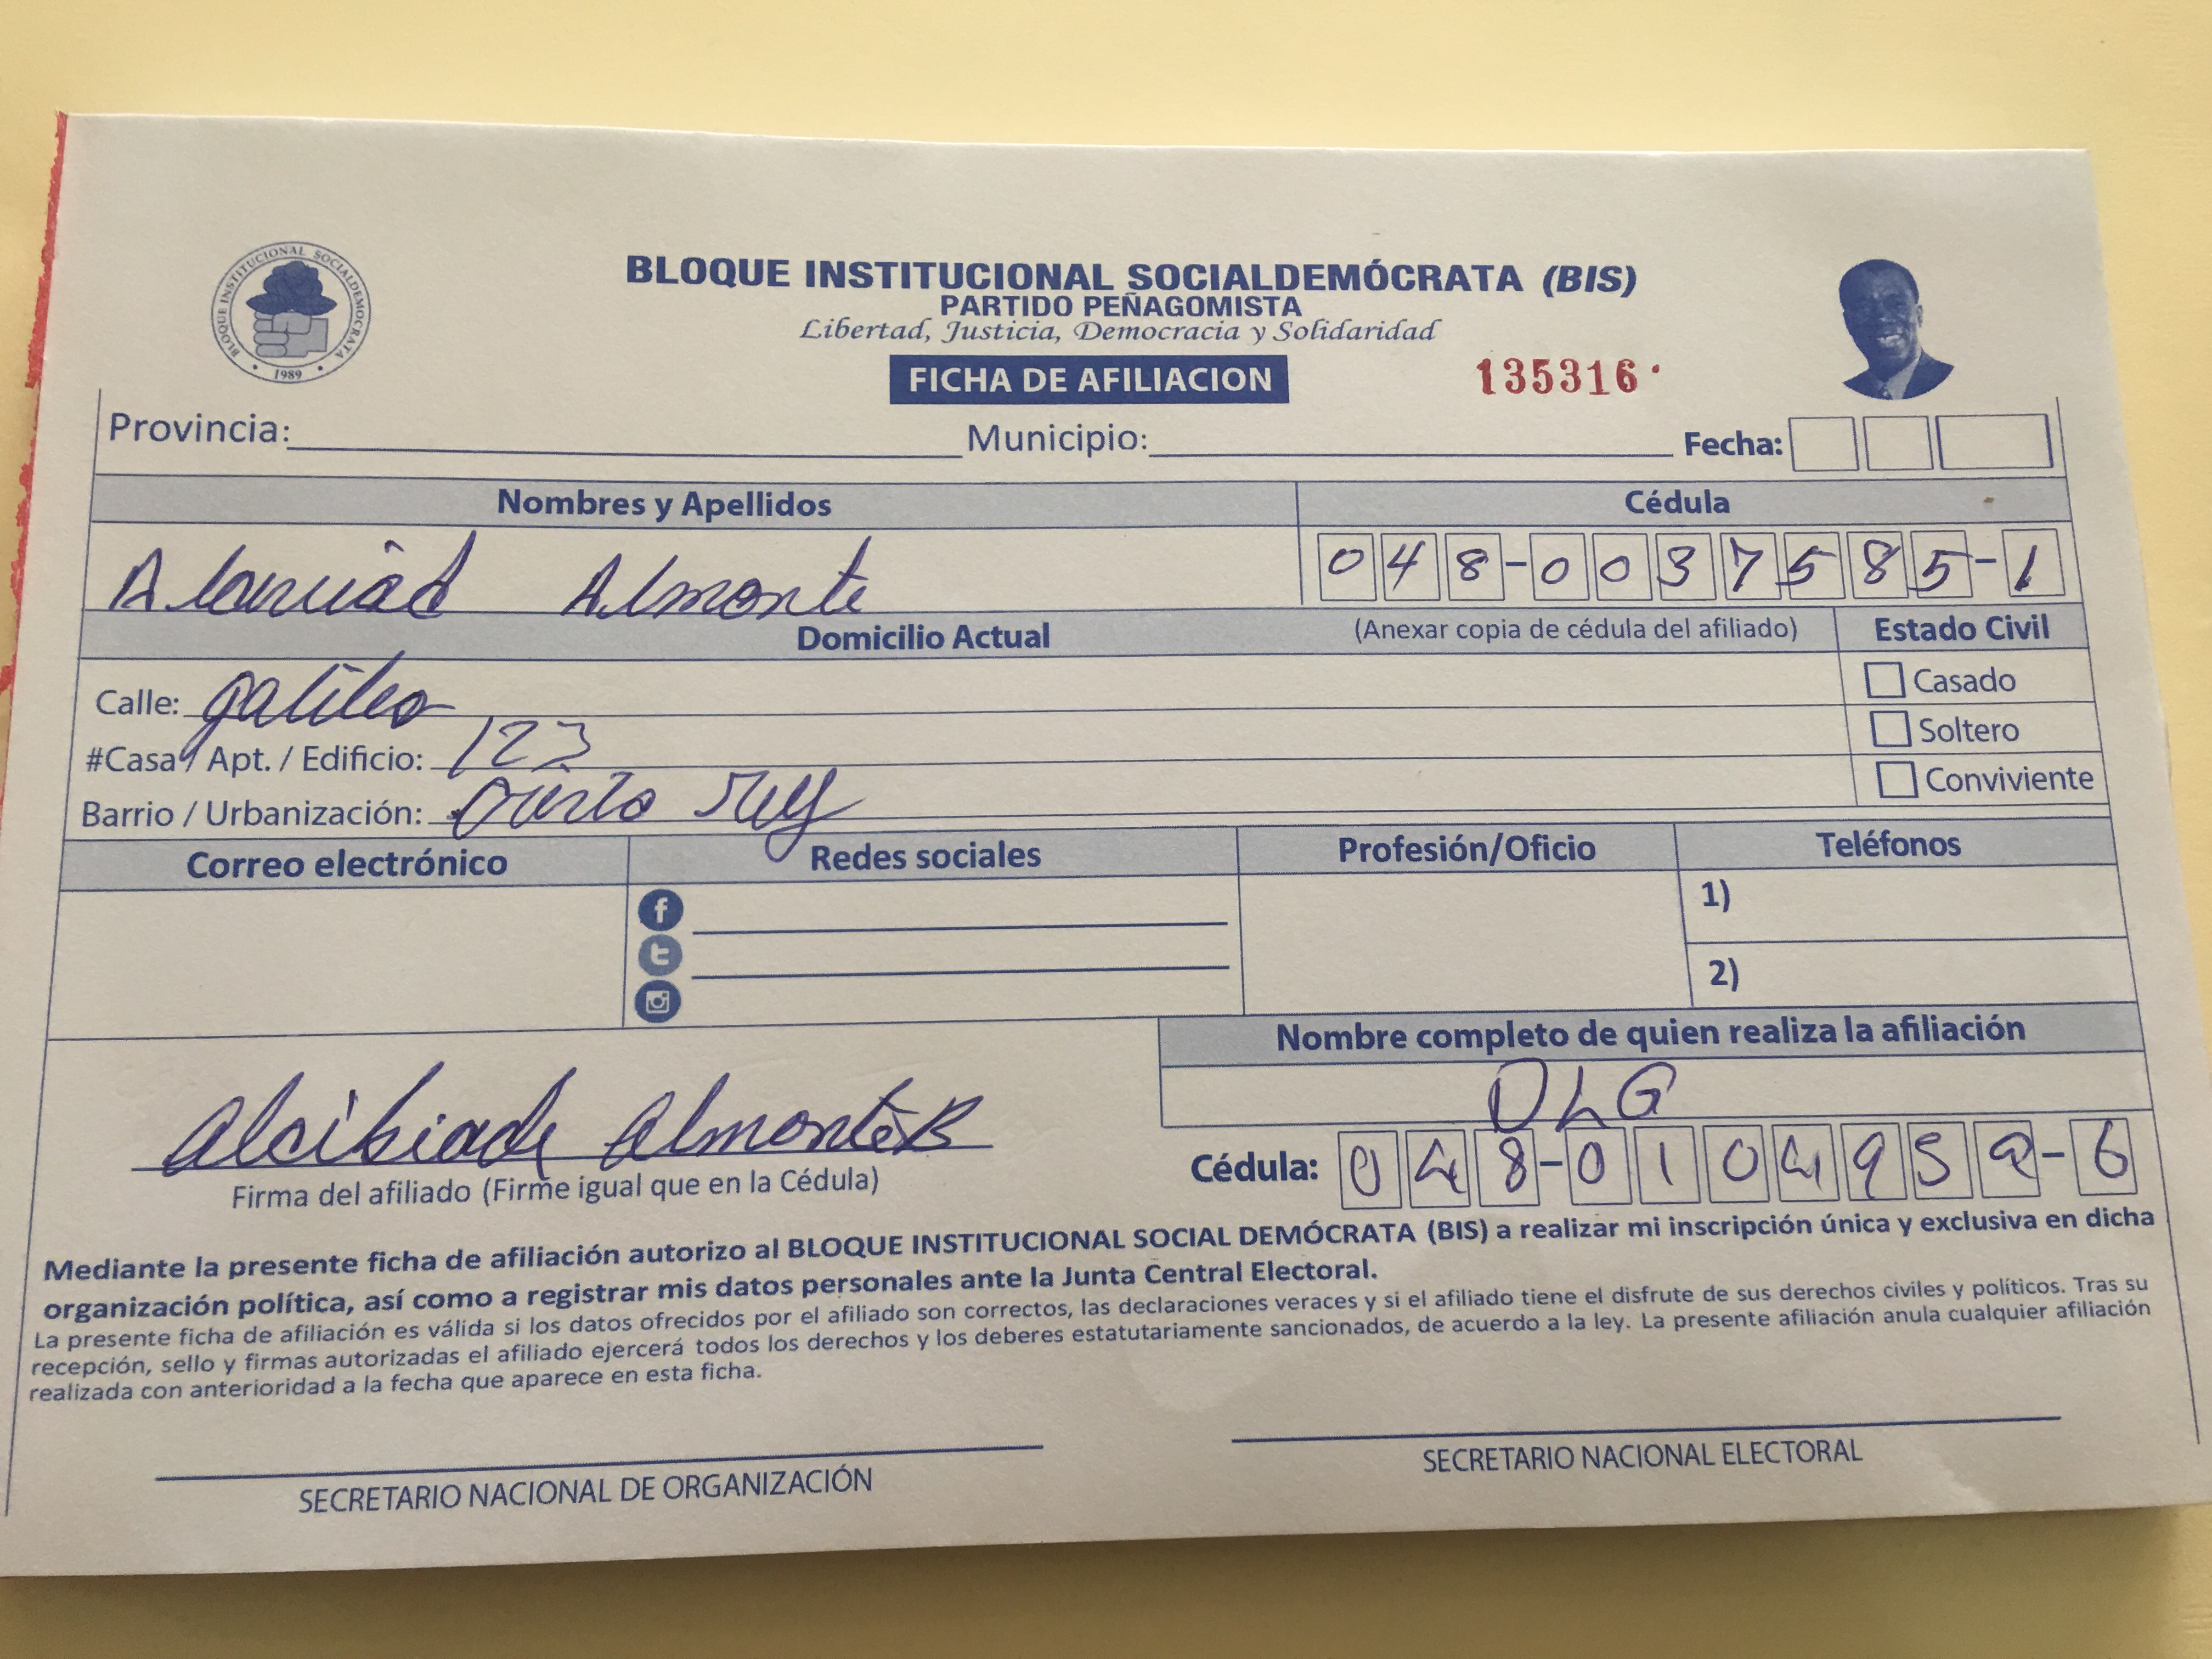 BLOQUE INSTITUCIONAL SOCIALDEMOCRATA
1989
BLOQUE INSTITUCIONAL SOCIALDEMÓCRATA (BIS)
PARTIDO PEÑAGOMISTA
Libertad, Justicia, Democracia y Solidaridad
FICHA DE AFILIACION 135316
Provincia: Municipio: Fecha:
Nombres y Apellidos Cédula
Almonte 048-0037585-1
Domicilio Actual (Anexar copia de cédula del afiliado) Estado Civil
Calle: galileo Casado
#Casa / Apt. / Edificio: 123 Soltero
Barrio / Urbanización: Conviviente
Correo electrónico Redes sociales Profesión/Oficio Teléfonos
1)
2)
Nombre completo de quien realiza la afiliación
DLG
alcibiade almonte B
Firma del afiliado (Firme igual que en la Cédula) Cédula: 048-0104952-6
Mediante la presente ficha de afiliación autorizo al BLOQUE INSTITUCIONAL SOCIAL DEMÓCRATA (BIS) a realizar mi inscripción única y exclusiva en dicha
organización política, así como a registrar mis datos personales ante la Junta Central Electoral.
La presente ficha de afiliación es válida si los datos ofrecidos por el afiliado son correctos, las declaraciones veraces y si el afiliado tiene el disfrute de sus derechos civiles y políticos. Tras su
recepción, sello y firmas autorizadas el afiliado ejercerá todos los derechos y los deberes estatutariamente sancionados, de acuerdo a la ley. La presente afiliación anula cualquier afiliación
realizada con anterioridad a la fecha que aparece en esta ficha.
SECRETARIO NACIONAL DE ORGANIZACIÓN SECRETARIO NACIONAL ELECTORAL